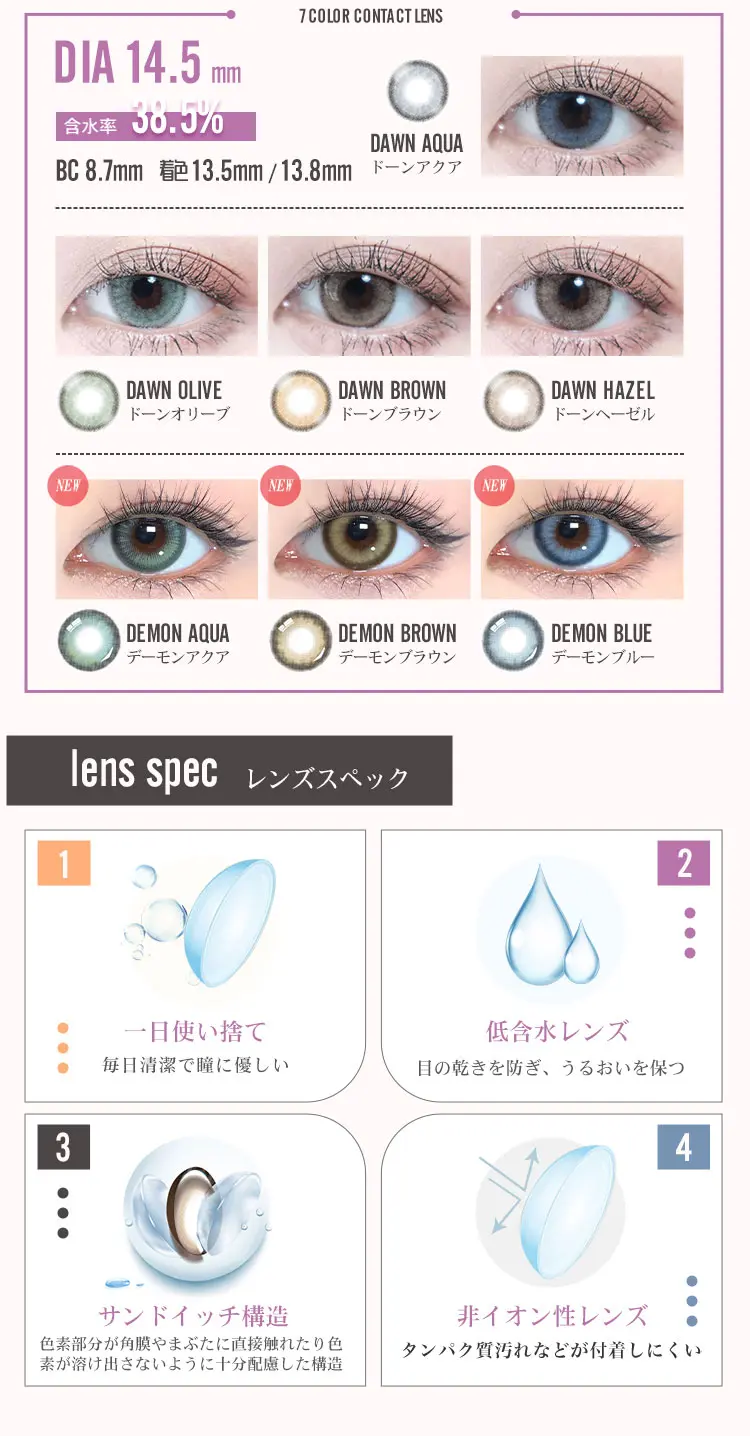 7 COLOR CONTACT LENS
DIA 14.5 mm
含水率 38.5%
BC 8.7mm 着色 13.5mm / 13.8mm
DAWN AQUA
ドーンアクア
DAWN OLIVE
ドーンオリーブ
DAWN BROWN
ドーンブラウン
DAWN HAZEL
ドーンヘーゼル
NEW
NEW
NEW
DEMON AQUA
デーモンアクア
DEMON BROWN
デーモンブラウン
DEMON BLUE
デーモンブルー
lens spec レンズスペック
1
一日使い捨て
毎日清潔で瞳に優しい
2
低含水レンズ
目の乾きを防ぎ、うるおいを保つ
3
サンドイッチ構造
色素部分が角膜やまぶたに直接触れたり色
素が溶け出さないように十分配慮した構造
4
非イオン性レンズ
タンパク質汚れなどが付着しにくい